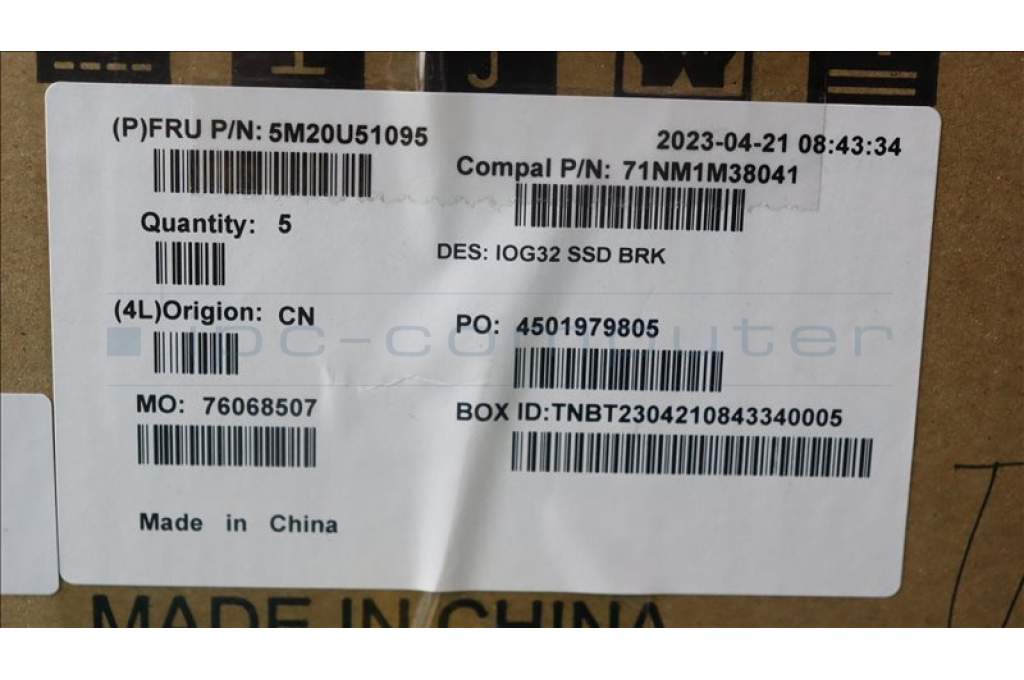 (P)FRU P/N: 5M20U51095
2023-04-21 08:43:34
Compal P/N: 71NM1M38041
Quantity: 5
DES: IOG32 SSD BRK
(4L)Origion: CN
PO: 4501979805
ipc-computer
MO: 76068507
BOX ID:TNBT2304210843340005
Made in China
MADE IN CHINA